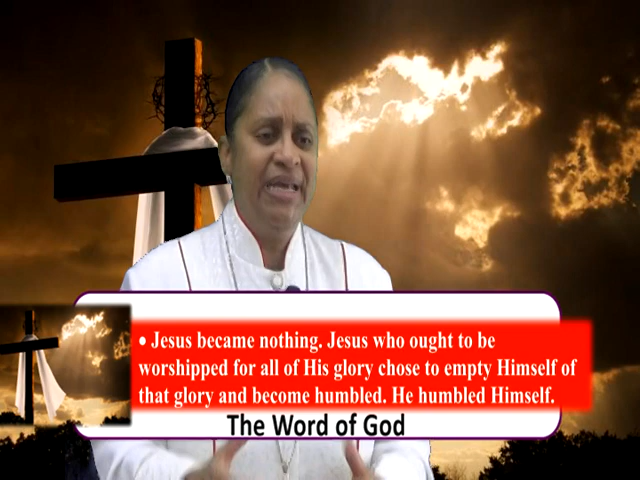 • Jesus became nothing. Jesus who ought to be
worshipped for all of His glory chose to empty Himself of
that glory and become humbled. He humbled Himself.
The Word of God